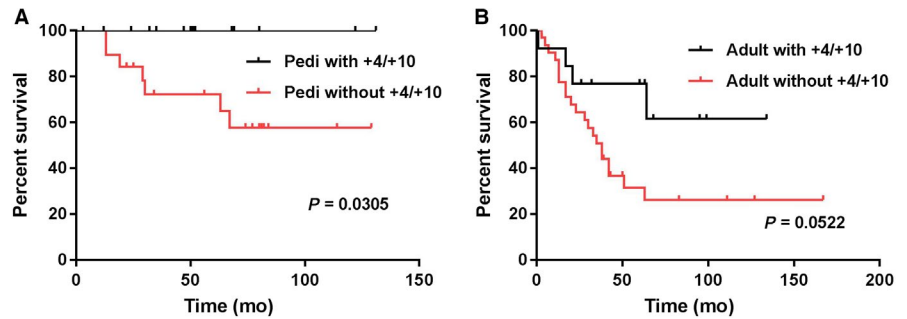 A
Percent survival
100
80
60
40
20
0
Pedi with +4/+10
Pedi without +4/+10
P = 0.0305
0 50 100 150
Time (mo)
B
Percent survival
100
80
60
40
20
0
Adult with +4/+10
Adult without +4/+10
P = 0.0522
0 50 100 150 200
Time (mo)